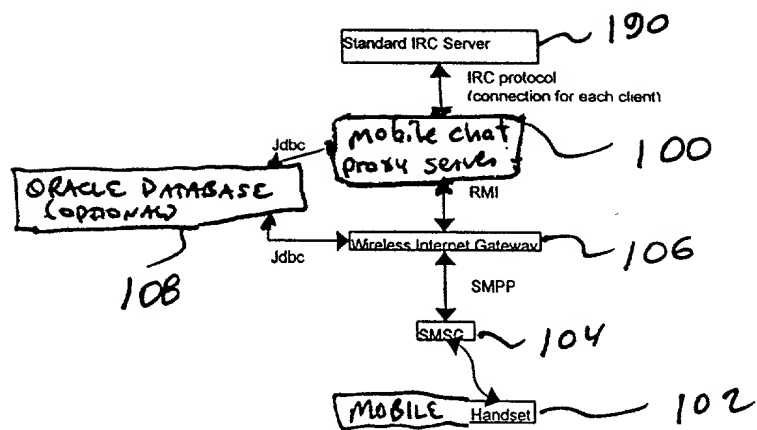 Standard IRC Server
190
IRC protocol
(connection for each client)
Jdbc
mobile chat
proxy server
100
ORACLE DATABASE
(OPTIONAL)
RMI
Jdbc
Wireless Internet Gateway
106
108
SMPP
SMSC
104
MOBILE Handset
102